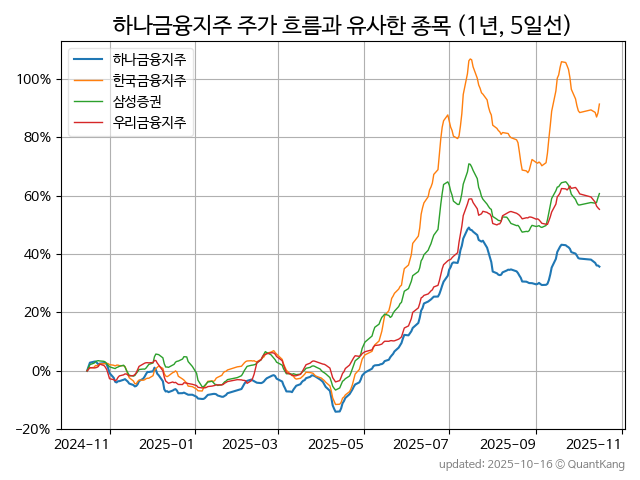 하나금융지주 주가 흐름과 유사한 종목 (1년, 5일선)
하나금융지주
한국금융지주
삼성증권
우리금융지주
100%
80%
60%
40%
20%
0%
−20%
2024-11
2025-01
2025-03
2025-05
2025-07
2025-09
2025-11
updated: 2025-10-16 © QuantKang